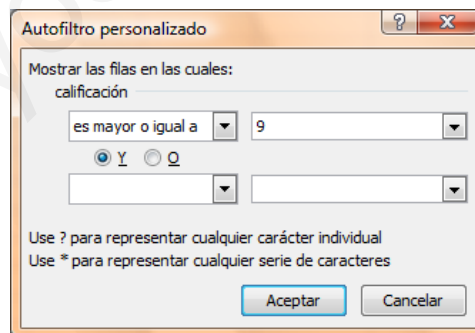 Autofiltro personalizado
Mostrar las filas en las cuales:
calificación
es mayor o igual a 9
Y O
Use ? para representar cualquier carácter individual
Use * para representar cualquier serie de caracteres
Aceptar Cancelar